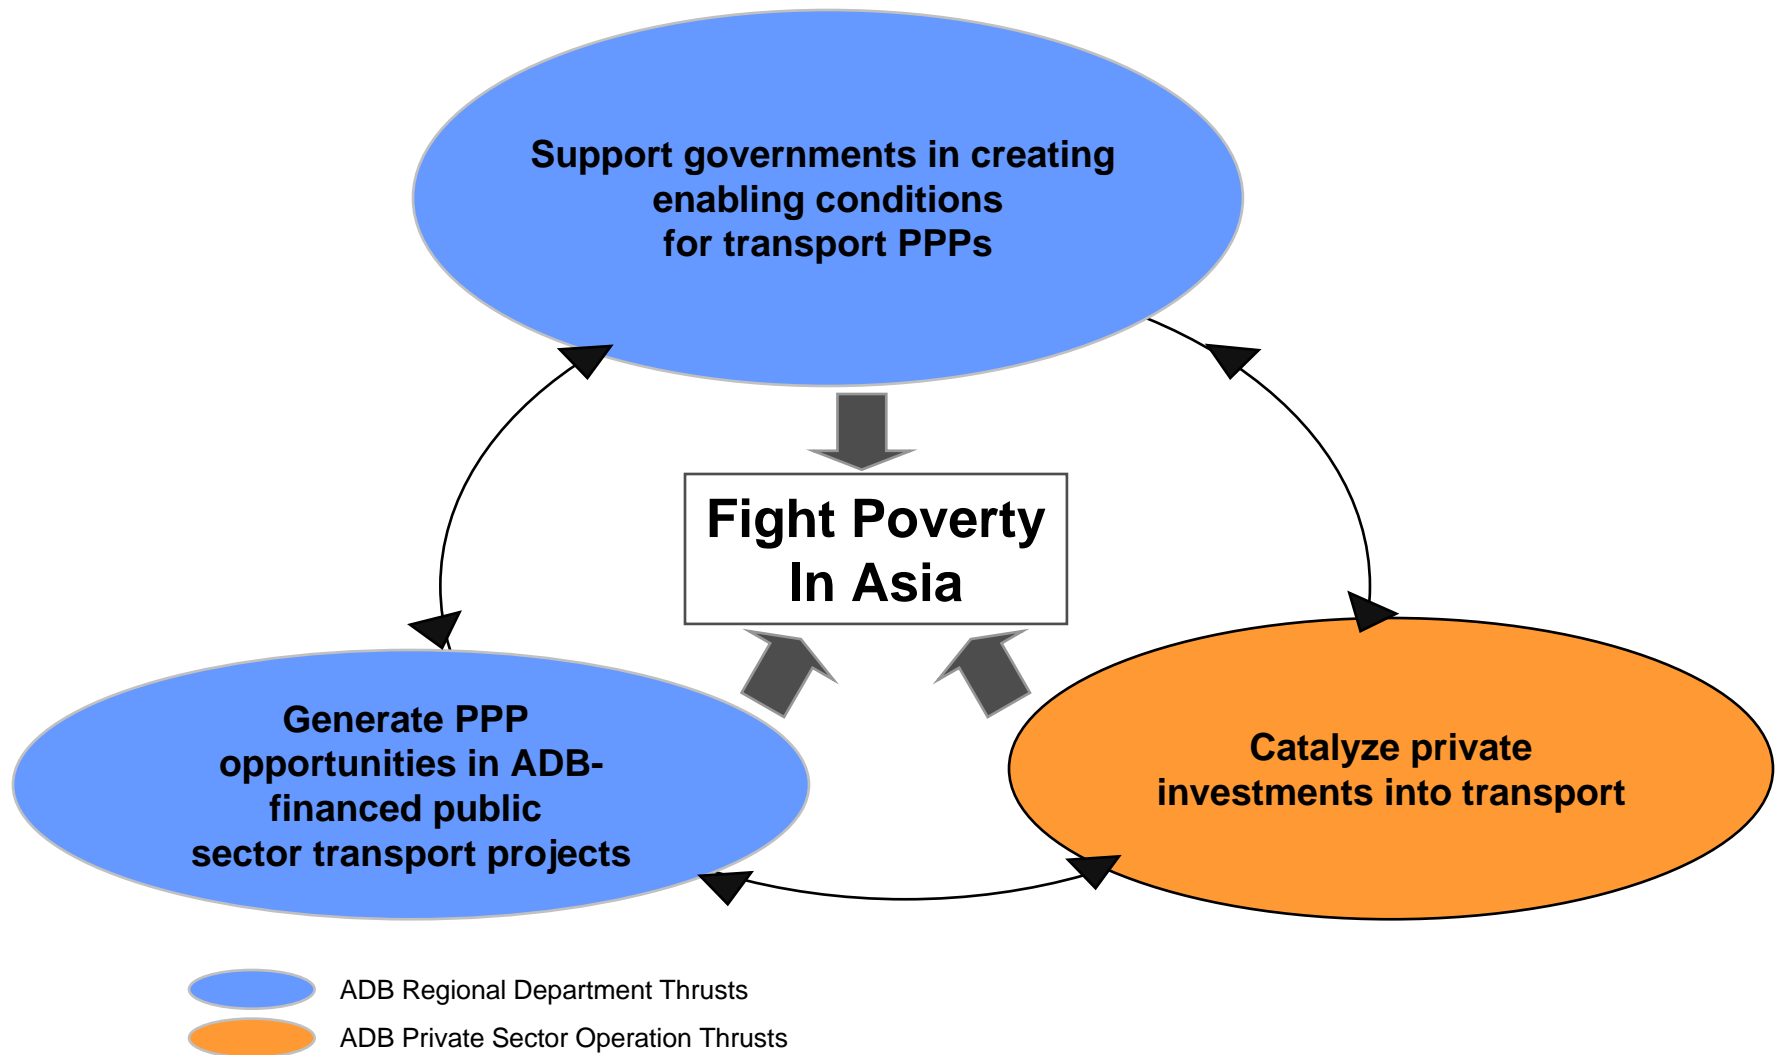 Support governments in creating
enabling conditions
for transport PPPs
Fight Poverty
In Asia
Generate PPP
opportunities in ADB-
financed public
sector transport projects
Catalyze private
investments into transport
ADB Regional Department Thrusts
ADB Private Sector Operation Thrusts